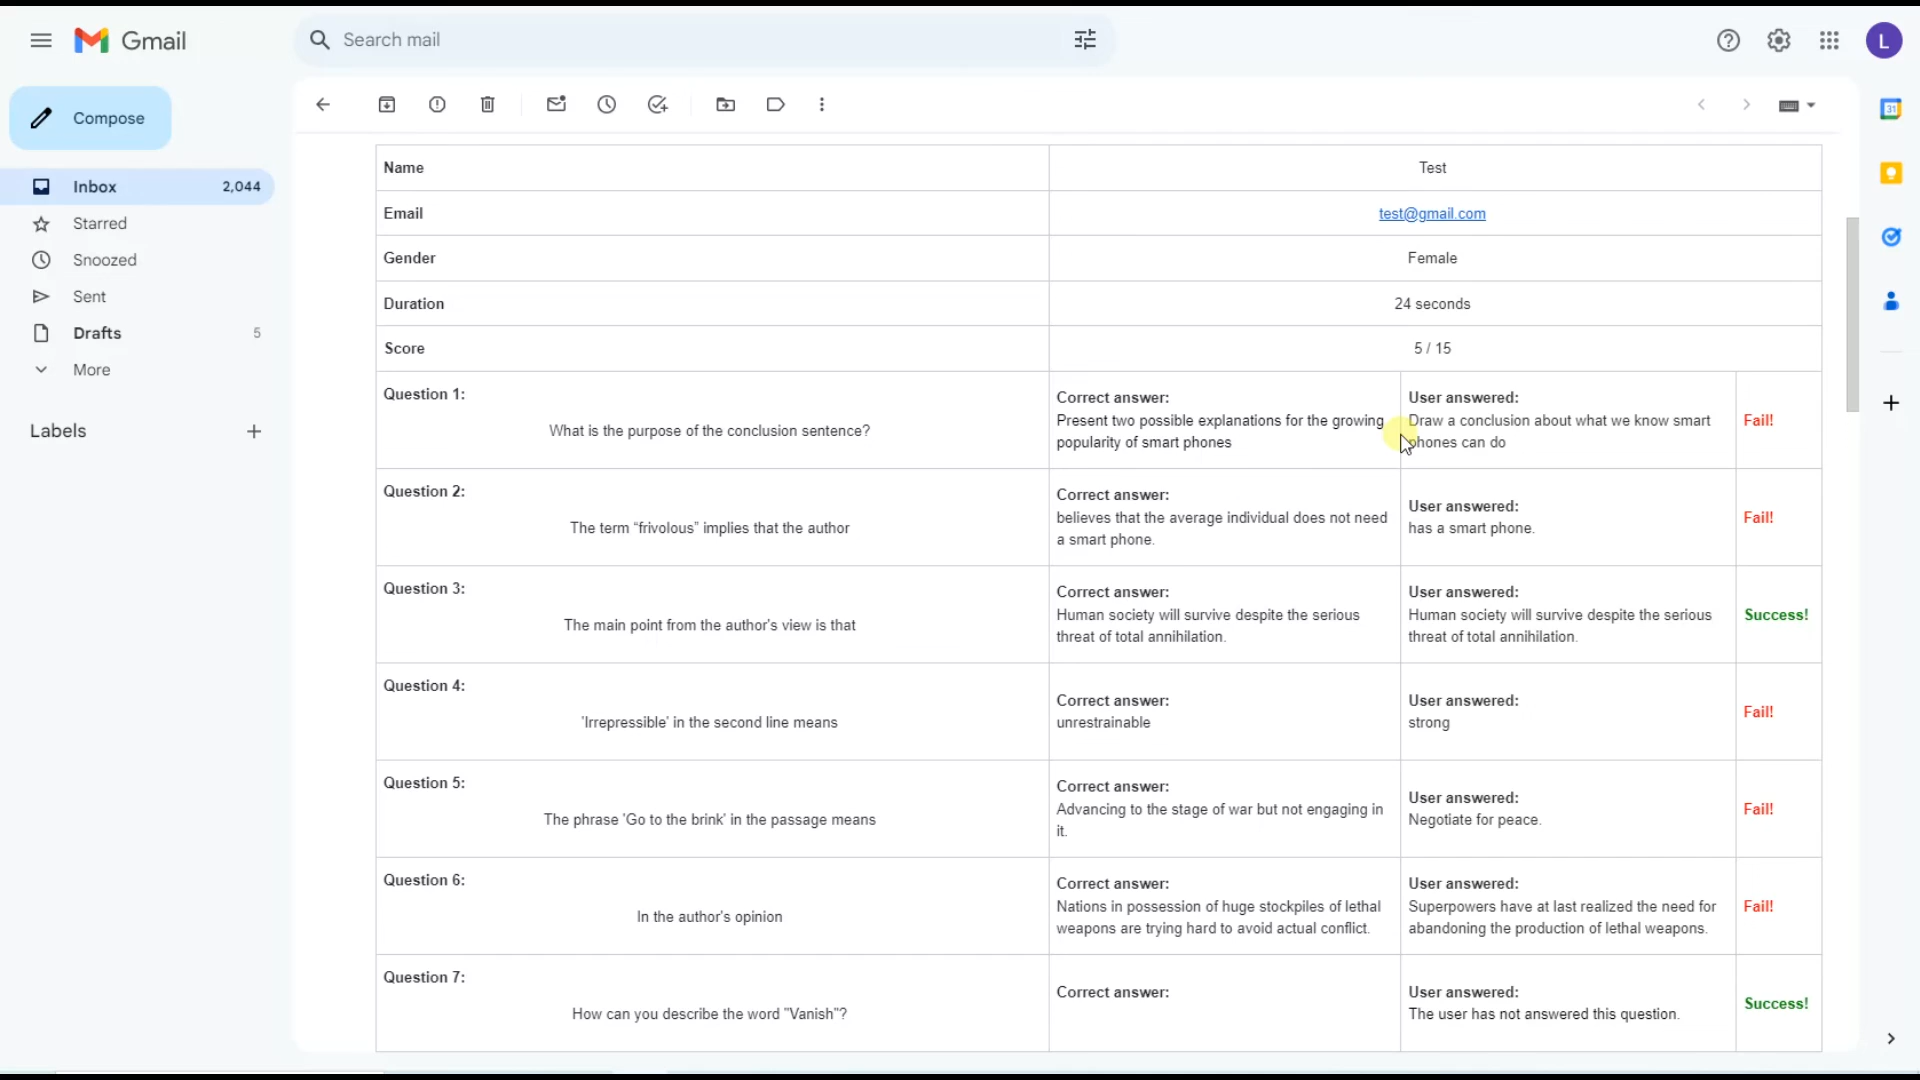 Gmail
Search mail
L
Compose
31
Inbox 2,044
Starred
Snoozed
Sent
Drafts 5
More
Labels
Name Test
Email test@gmail.com
Gender Female
Duration 24 seconds
Score 5 / 15
Question 1:
What is the purpose of the conclusion sentence?
Correct answer:
Present two possible explanations for the growing
popularity of smart phones
User answered:
Draw a conclusion about what we know smart
phones can do
Fail!
Question 2:
The term “frivolous” implies that the author
Correct answer:
believes that the average individual does not need
a smart phone.
User answered:
has a smart phone.
Fail!
Question 3:
The main point from the author's view is that
Correct answer:
Human society will survive despite the serious
threat of total annihilation.
User answered:
Human society will survive despite the serious
threat of total annihilation.
Success!
Question 4:
'Irrepressible' in the second line means
Correct answer:
unrestrainable
User answered:
strong
Fail!
Question 5:
The phrase 'Go to the brink' in the passage means
Correct answer:
Advancing to the stage of war but not engaging in
it.
User answered:
Negotiate for peace.
Fail!
Question 6:
In the author's opinion
Correct answer:
Nations in possession of huge stockpiles of lethal
weapons are trying hard to avoid actual conflict.
User answered:
Superpowers have at last realized the need for
abandoning the production of lethal weapons.
Fail!
Question 7:
How can you describe the word "Vanish"?
Correct answer:
User answered:
The user has not answered this question.
Success!